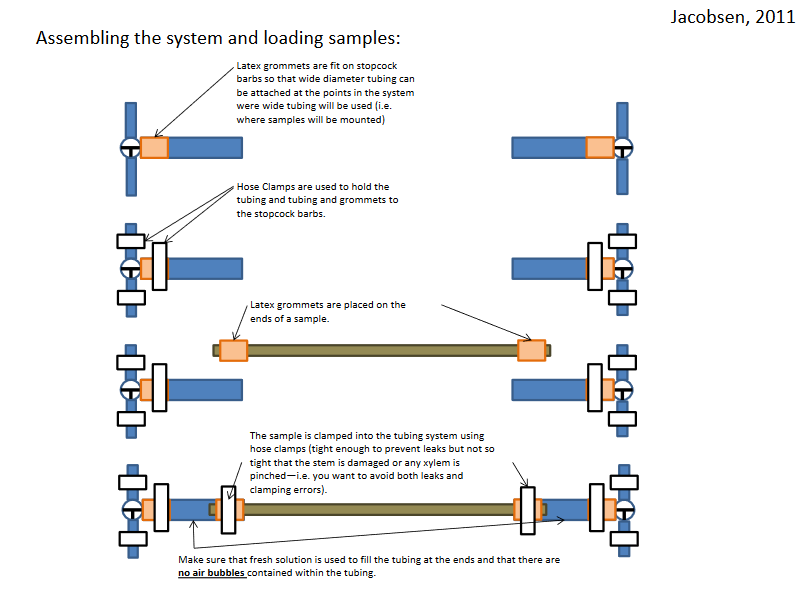 Jacobsen, 2011
Assembling the system and loading samples:
Latex grommets are fit on stopcock
barbs so that wide diameter tubing can
be attached at the points in the system
were wide tubing will be used (i.e.
where samples will be mounted)
Hose Clamps are used to hold the
tubing and tubing and grommets to
the stopcock barbs.
Latex grommets are placed on the
ends of a sample.
The sample is clamped into the tubing system using
hose clamps (tight enough to prevent leaks but not so
tight that the stem is damaged or any xylem is
pinched—i.e. you want to avoid both leaks and
clamping errors).
Make sure that fresh solution is used to fill the tubing at the ends and that there are
no air bubbles contained within the tubing.